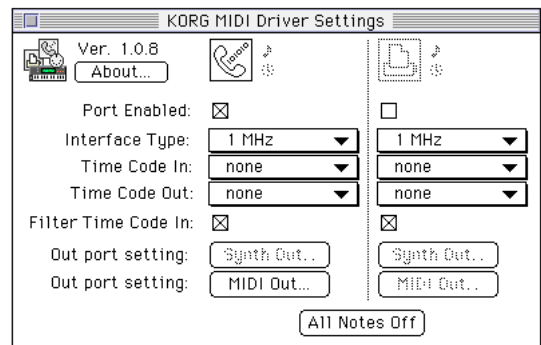 KORG MIDI Driver Settings
Ver. 1.0.8
About...
Port Enabled:
Interface Type: 1 MHz 1 MHz
Time Code In: none none
Time Code Out: none none
Filter Time Code In:
Out port setting: Synth Out.. Synth Out..
Out port setting: MIDI Out... MIDI Out..
All Notes Off